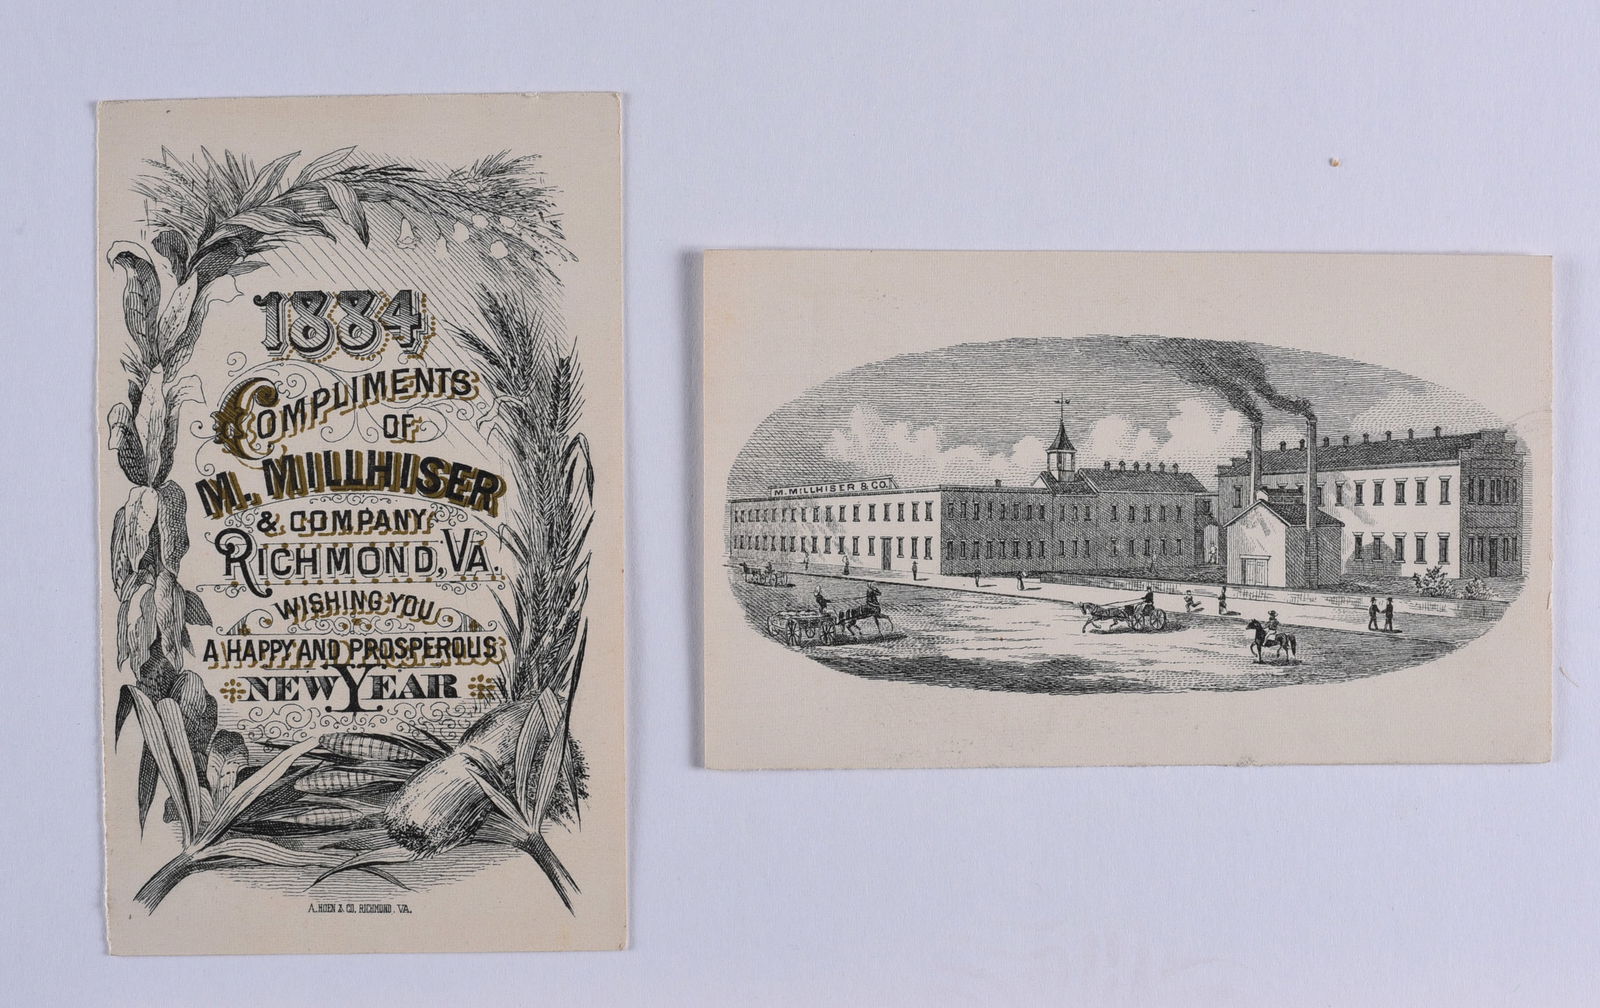 1884
COMPLIMENTS
OF
M. MILLHISER
& COMPANY,
RICHMOND, VA.
WISHING YOU
A HAPPY AND PROSPEROUS
NEW YEAR
A. HOEN & CO. RICHMOND, VA.
M. MILLHISER & CO.